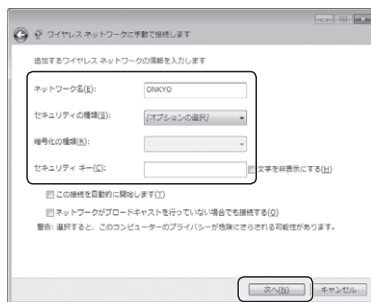 ワイヤレス ネットワークに手動で接続します
追加するワイヤレス ネットワークの情報を入力します
ネットワーク名(E):
ONKYO
セキュリティの種類(S):
[オプションの選択]
暗号化の種類(R):
セキュリティ キー(C):
文字を非表示にする(H)
この接続を自動的に開始します(T)
ネットワークがブロードキャストを行っていない場合でも接続する(O)
警告: 選択すると、このコンピューターのプライバシーが危険にさらされる可能性があります。
次へ(N)
キャンセル